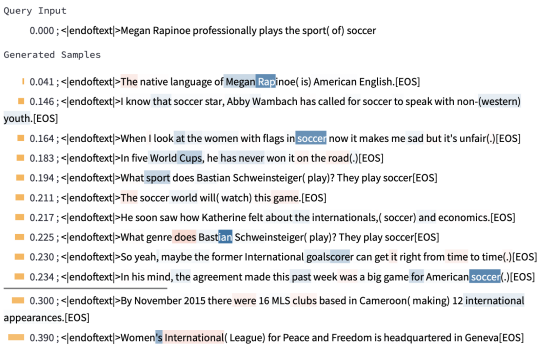 Query Input
0.000 ; <|endoftext|>Megan Rapinoe professionally plays the sport( of) soccer
Generated Samples
0.041 ; <|endoftext|>The native language of Megan Rapinoe( is) American English.[EOS]
0.146 ; <|endoftext|>I know that soccer star, Abby Wambach has called for soccer to speak with non-(western)
youth.[EOS]
0.164 ; <|endoftext|>When I look at the women with flags in soccer now it makes me sad but it's unfair(.)[EOS]
0.183 ; <|endoftext|>In five World Cups, he has never won it on the road(.)[EOS]
0.194 ; <|endoftext|>What sport does Bastian Schweinsteiger( play)? They play soccer[EOS]
0.211 ; <|endoftext|>The soccer world will( watch) this game.[EOS]
0.217 ; <|endoftext|>He soon saw how Katherine felt about the internationals,( soccer) and economics.[EOS]
0.225 ; <|endoftext|>What genre does Bastian Schweinsteiger( play)? They play soccer[EOS]
0.230 ; <|endoftext|>So yeah, maybe the former International goalscorer can get it right from time to time(.)[EOS]
0.234 ; <|endoftext|>In his mind, the agreement made this past week was a big game for American soccer(.)[EOS]
0.300 ; <|endoftext|>By November 2015 there were 16 MLS clubs based in Cameroon( making) 12 international
appearances.[EOS]
0.390 ; <|endoftext|>Women's International( League) for Peace and Freedom is headquartered in Geneva[EOS]